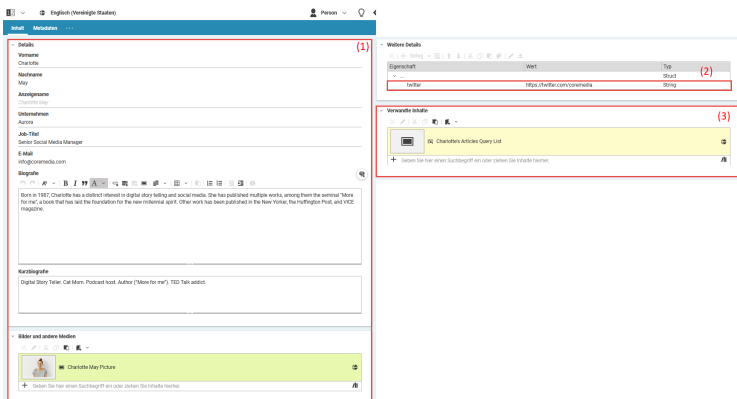 Englisch (Vereinigte Staaten)
Person
Inhalt Metadaten ···
Details
(1)
Vorname
Charlotte
Nachname
May
Anzeigename
Charlotte May
Unternehmen
Aurora
Job-Titel
Senior Social Media Manager
E-Mail
info@coremedia.com
Biografie
Born in 1987, Charlotte has a distinct interest in digital story telling and social media. She has published multiple works, among them the seminal "More
for me", a book that has laid the foundation for the new millennial spirit. Other work has been published in the New Yorker, the Huffington Post, and VICE
magazine.
Kurzbiografie
Digital Story Teller. Cat Mom. Podcast host. Author ("More for me"). TED Talk addict.
Bilder und andere Medien
Charlotte May Picture
Geben Sie hier einen Suchbegriff ein oder ziehen Sie Inhalte hierher.
Weitere Details
String
Eigenschaft Wert Typ
... Struct
(2)
twitter https://twitter.com/coremedia String
Verwandte Inhalte
(3)
Charlotte's Articles Query List
Geben Sie hier einen Suchbegriff ein oder ziehen Sie Inhalte hierher.